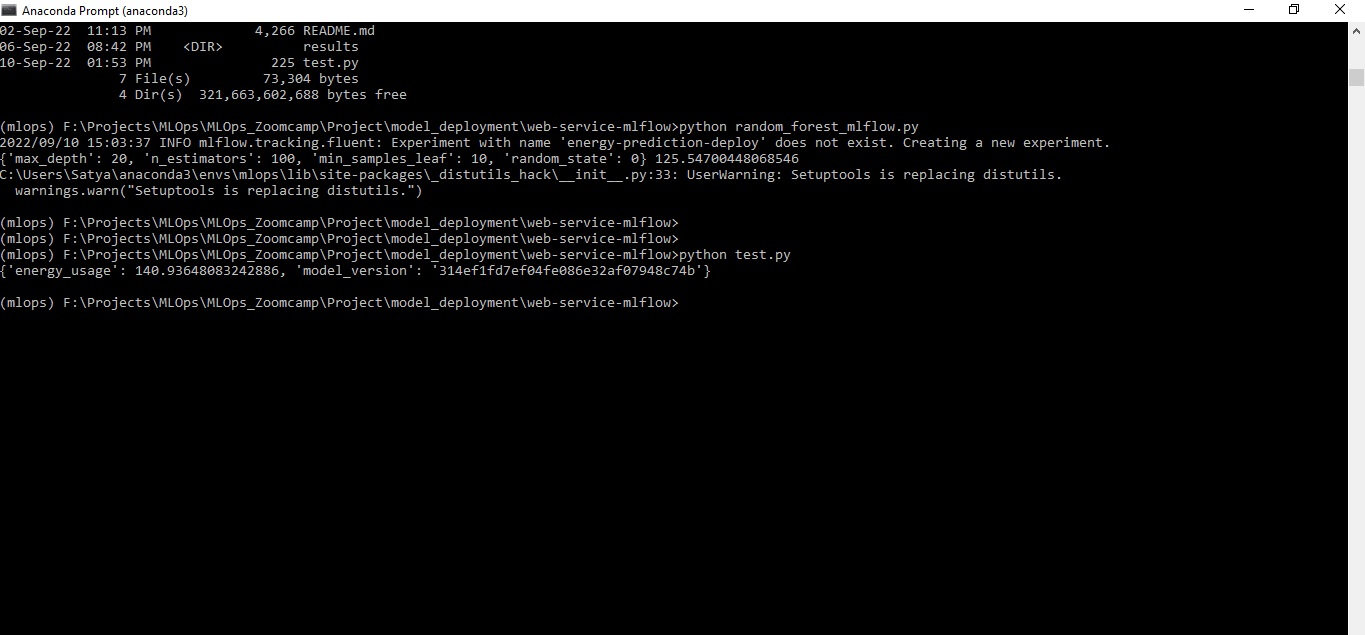 Anaconda Prompt (anaconda3)
02-Sep-22  11:13 PM             4,266 README.md
06-Sep-22  08:42 PM    <DIR>          results
10-Sep-22  01:53 PM               225 test.py
               7 File(s)         73,304 bytes
               4 Dir(s)  321,663,602,688 bytes free
(mlops) F:\Projects\MLOps\MLOps_Zoomcamp\Project\model_deployment\web-service-mlflow>python random_forest_mlflow.py
2022/09/10 15:03:37 INFO mlflow.tracking.fluent: Experiment with name 'energy-prediction-deploy' does not exist. Creating a new experiment.
{'max_depth': 20, 'n_estimators': 100, 'min_samples_leaf': 10, 'random_state': 0} 125.54700448068546
C:\Users\Satya\anaconda3\envs\mlops\lib\site-packages\_distutils_hack\__init__.py:33: UserWarning: Setuptools is replacing distutils.
  warnings.warn("Setuptools is replacing distutils.")
(mlops) F:\Projects\MLOps\MLOps_Zoomcamp\Project\model_deployment\web-service-mlflow>
(mlops) F:\Projects\MLOps\MLOps_Zoomcamp\Project\model_deployment\web-service-mlflow>
(mlops) F:\Projects\MLOps\MLOps_Zoomcamp\Project\model_deployment\web-service-mlflow>python test.py
{'energy_usage': 140.93648083242886, 'model_version': '314ef1fd7ef04fe086e32af07948c74b'}
(mlops) F:\Projects\MLOps\MLOps_Zoomcamp\Project\model_deployment\web-service-mlflow>